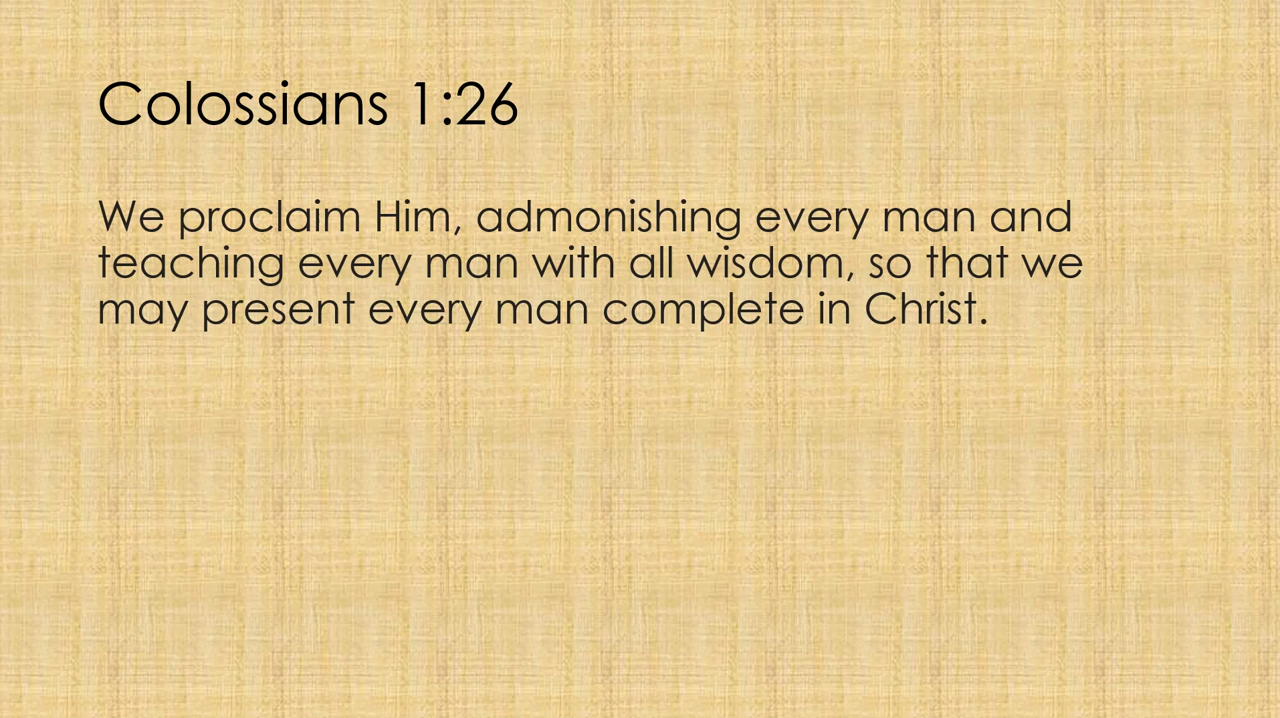 Colossians 1:26
We proclaim Him, admonishing every man and
teaching every man with all wisdom, so that we
may present every man complete in Christ.